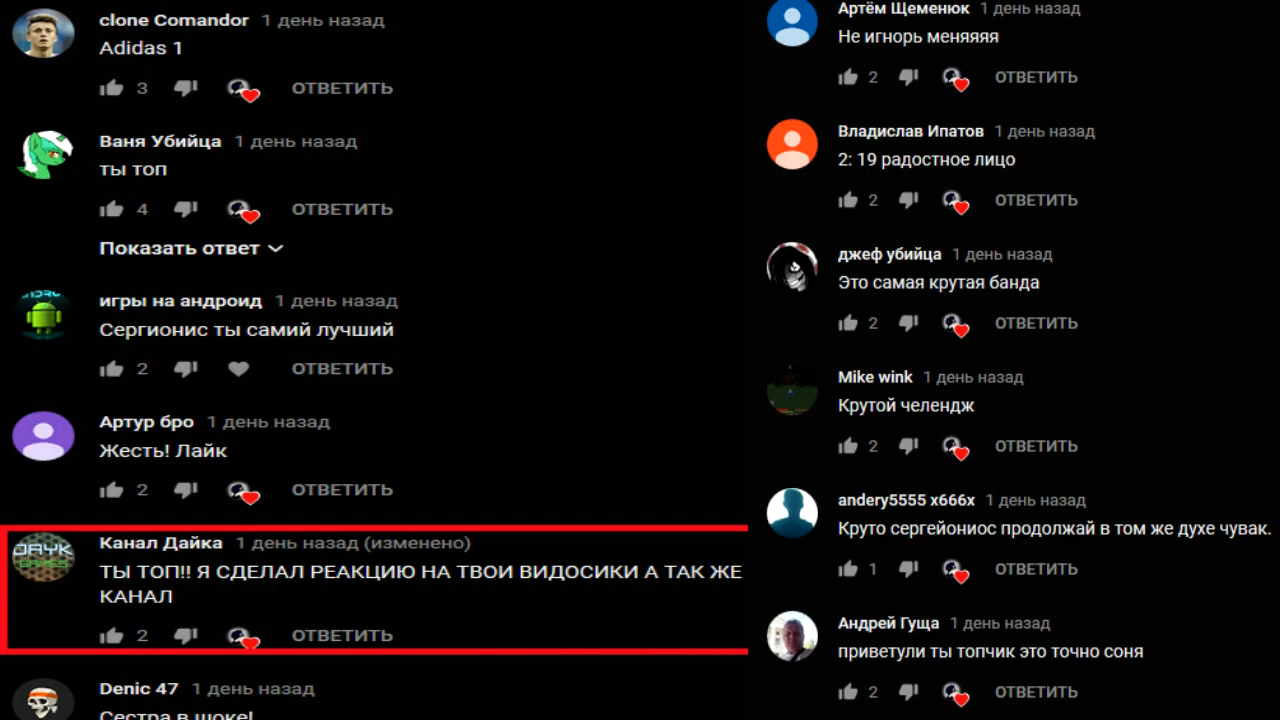 clone Comandor 1 день назад
Adidas 1
3 ОТВЕТИТЬ
Ваня Убийца 1 день назад
ты топ
4 ОТВЕТИТЬ
Показать ответ
игры на андроид 1 день назад
Сергионис ты самий лучший
2 ОТВЕТИТЬ
Артур бро 1 день назад
Жесть! Лайк
2 ОТВЕТИТЬ
DAYK
GAMES
Канал Дайка 1 день назад (изменено)
ТЫ ТОП!! Я СДЕЛАЛ РЕАКЦИЮ НА ТВОИ ВИДОСИКИ А ТАК ЖЕ
КАНАЛ
2 ОТВЕТИТЬ
Denic 47 1 день назад
Сестра в шоке!
Артём Щеменюк 1 день назад
Не игнорь меняяяя
2 ОТВЕТИТЬ
Владислав Ипатов 1 день назад
2: 19 радостное лицо
2 ОТВЕТИТЬ
джеф убийца 1 день назад
Это самая крутая банда
2 ОТВЕТИТЬ
Mike wink 1 день назад
Крутой челендж
2 ОТВЕТИТЬ
andery5555 x666x 1 день назад
Круто сергейониос продолжай в том же духе чувак.
1 ОТВЕТИТЬ
Андрей Гуща 1 день назад
приветули ты топчик это точно соня
2 ОТВЕТИТЬ